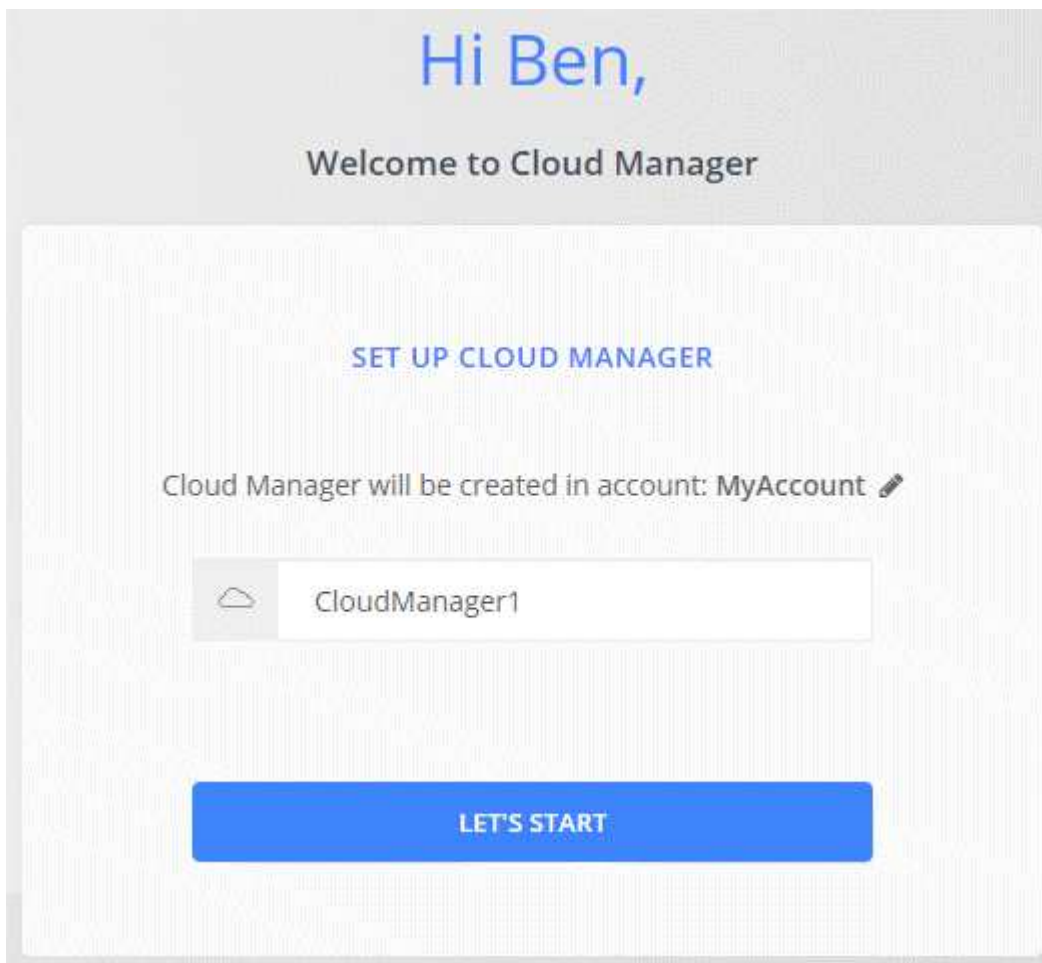 Hi Ben,
Welcome to Cloud Manager
SET UP CLOUD MANAGER
Cloud Manager will be created in account: MyAccount
CloudManager1
LET'S START